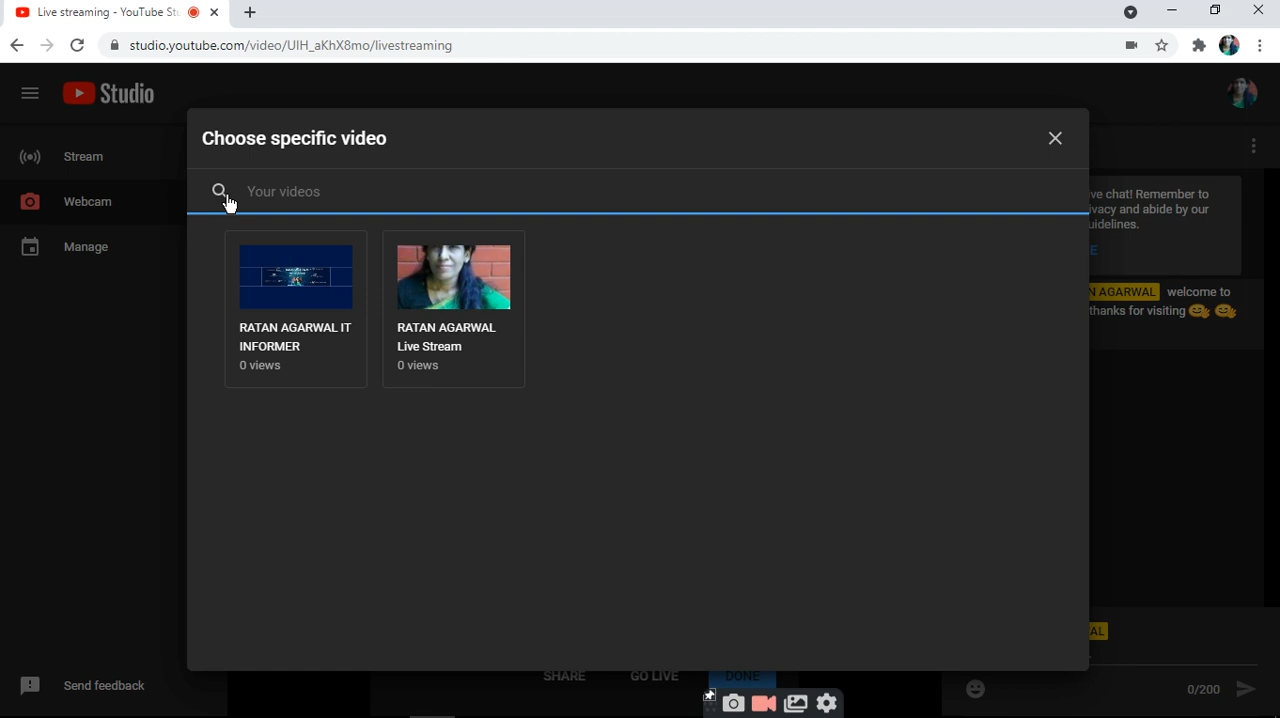 Live streaming - YouTube St
studio.youtube.com/video/UIH_aKhX8mo/livestreaming
Studio
Choose specific video
Stream
Your videos
Webcam
Manage
ve chat! Remember to
ivacy and abide by our
uidelines.
E
N AGARWAL welcome to
thanks for visiting
RATAN AGARWAL IT
INFORMER
0 views
RATAN AGARWAL
Live Stream
0 views
AL
SHARE
GO LIVE
DONE
Send feedback
0/200